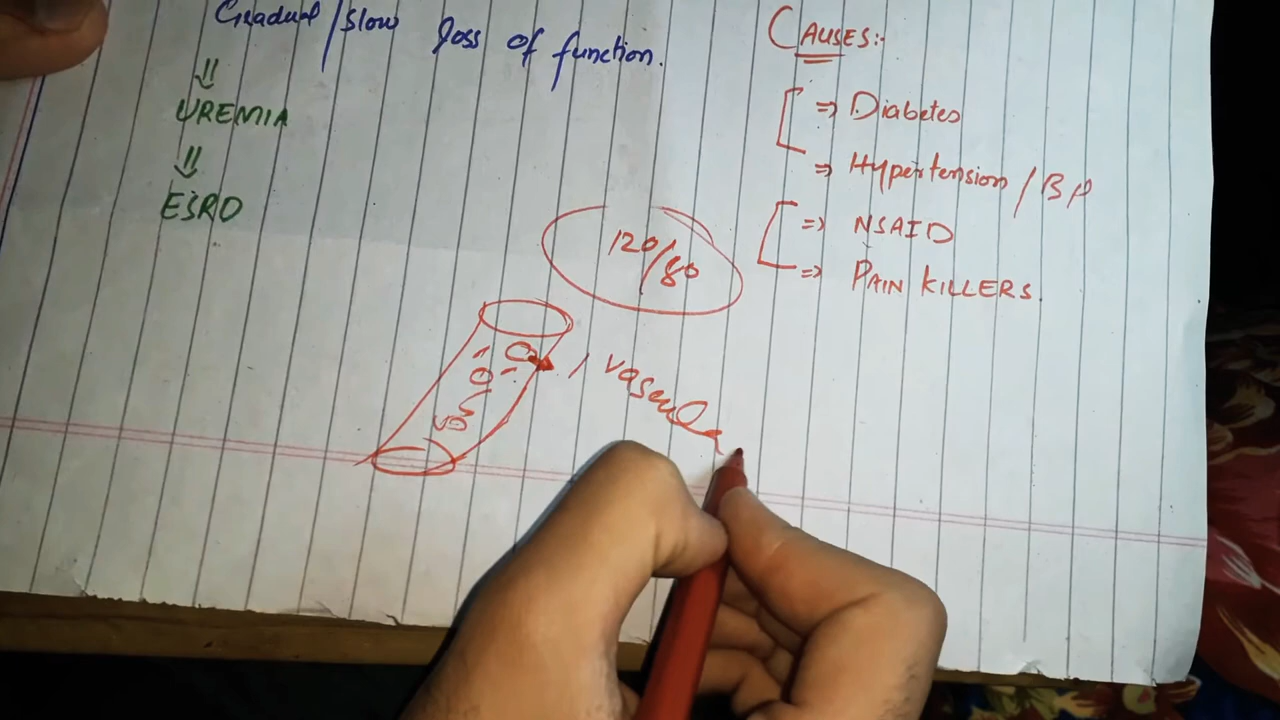 Gradual/slow loss of function.
⇓
UREMIA
⇓
ESRD
CAUSES:-
⇒ Diabetes
⇒ Hypertension/BP
⇒ NSAID
⇒ PAIN KILLERS.
120/80
vascula